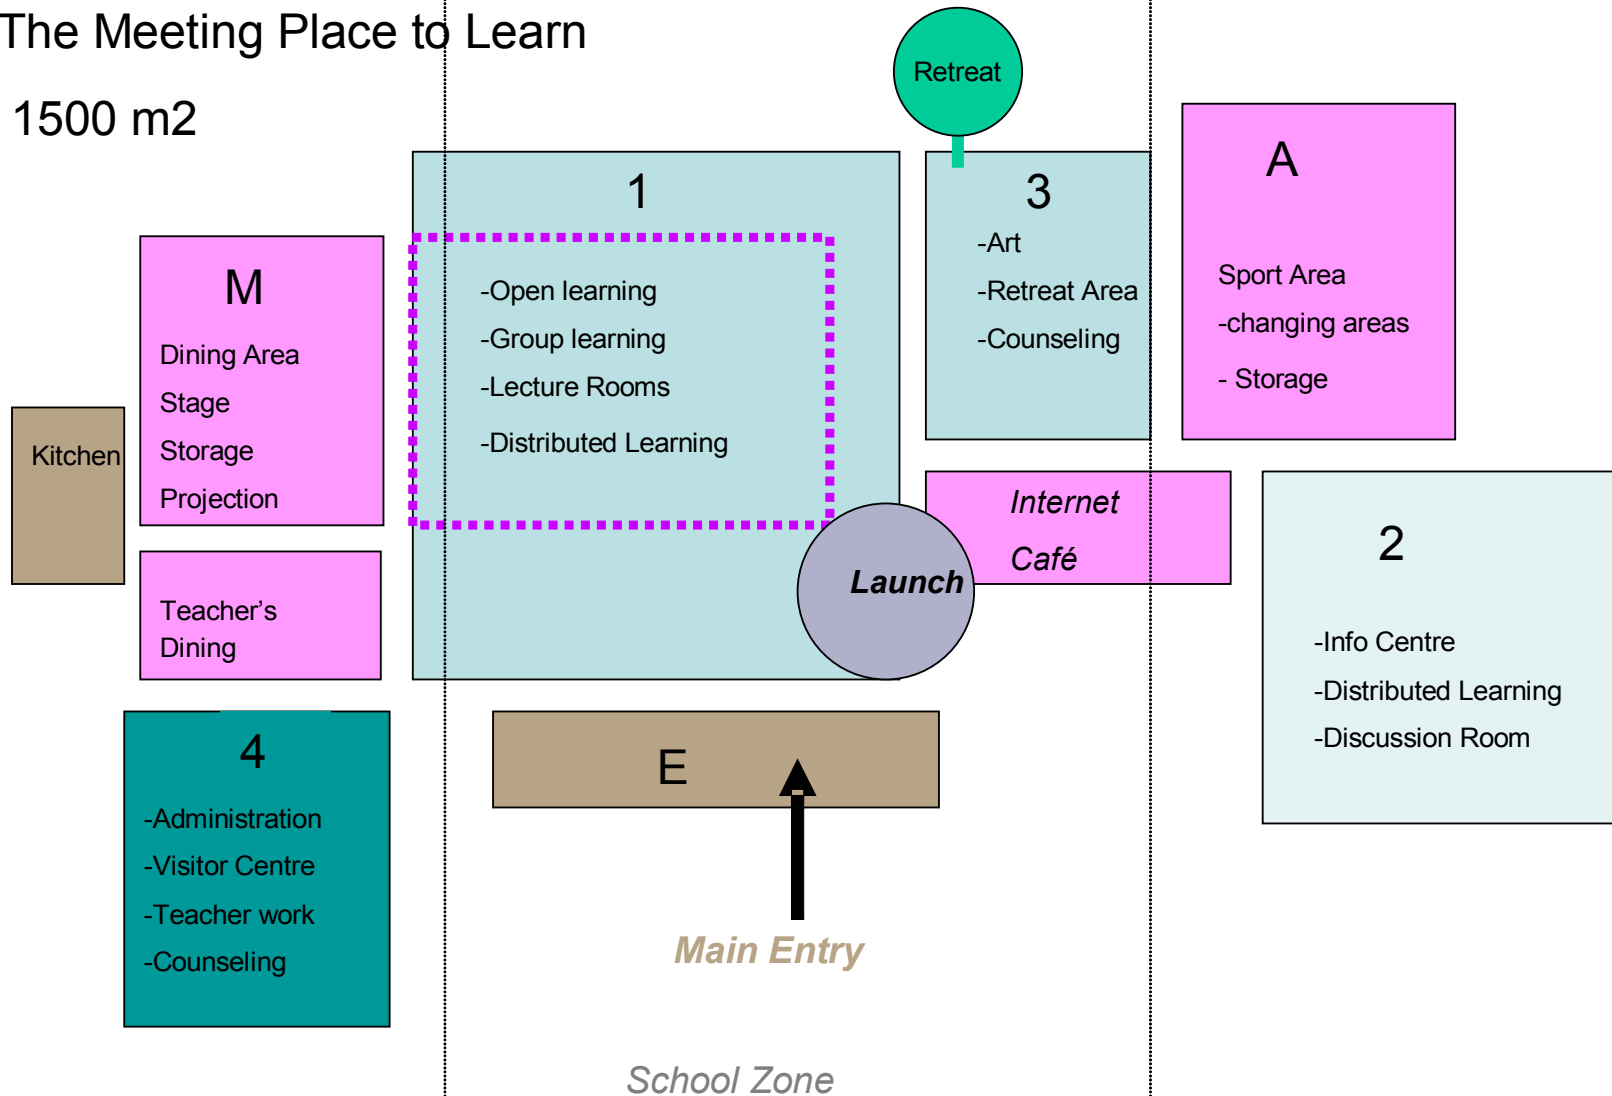 The Meeting Place to Learn
1500 m2
Retreat
A
Sport Area
-changing areas
- Storage
1
-Open learning
-Group learning
-Lecture Rooms
-Distributed Learning
3
-Art
-Retreat Area
-Counseling
M
Dining Area
Stage
Storage
Projection
Kitchen
Teacher’s
Dining
Internet
Café
Launch
2
-Info Centre
-Distributed Learning
-Discussion Room
4
-Administration
-Visitor Centre
-Teacher work
-Counseling
E
Main Entry
School Zone